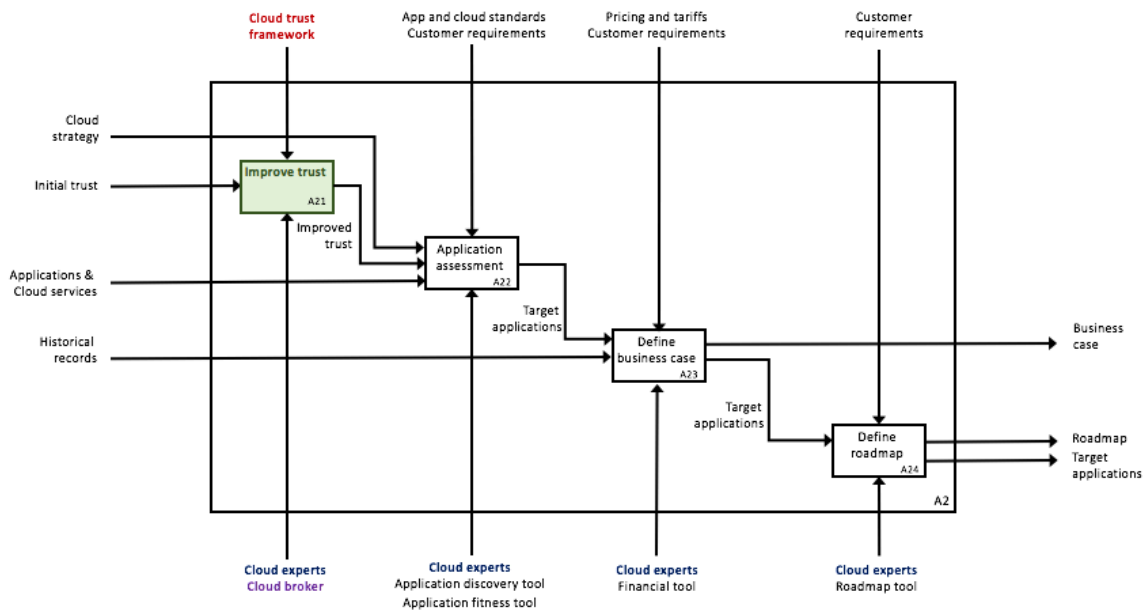 Cloud trust
framework
App and cloud standards
Customer requirements
Pricing and tariffs
Customer requirements
Customer
requirements
Cloud
strategy
Improve trust
A21
Initial trust
Improved
trust
Application
assessment
A22
Applications &
Cloud services
Target
applications
Historical
records
Define
business case
A23
Business
case
Target
applications
Define
roadmap
A24
Roadmap
Target
applications
A2
Cloud experts
Cloud broker
Cloud experts
Application discovery tool
Application fitness tool
Cloud experts
Financial tool
Cloud experts
Roadmap tool